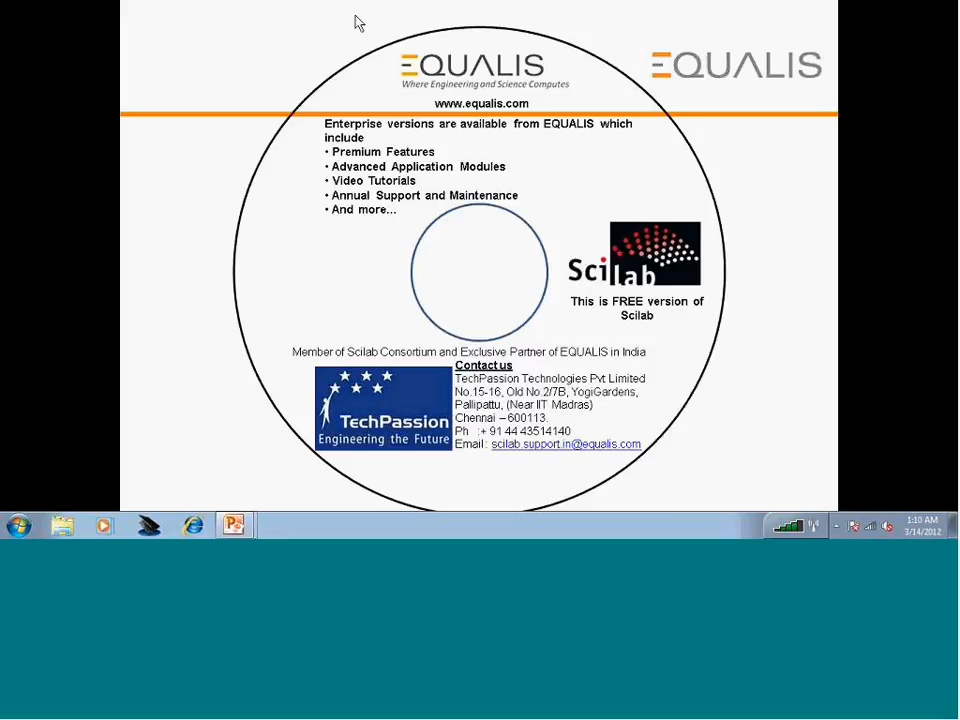 EQUALIS
Where Engineering and Science Computes
EQUALIS
www.equalis.com
Enterprise versions are available from EQUALIS which
include
• Premium Features
• Advanced Application Modules
• Video Tutorials
• Annual Support and Maintenance
• And more...
Scilab
This is FREE version of
Scilab
Member of Scilab Consortium and Exclusive Partner of EQUALIS in India
Contact us
TechPassion Technologies Pvt Limited
No.15-16, Old No.2/7B, YogiGardens,
Pallipattu, (Near IIT Madras)
Chennai – 600113.
Ph :+ 91 44 43514140
Email : scilab.support.in@equalis.com
TechPassion
Engineering the Future
1:10 AM
3/14/2012